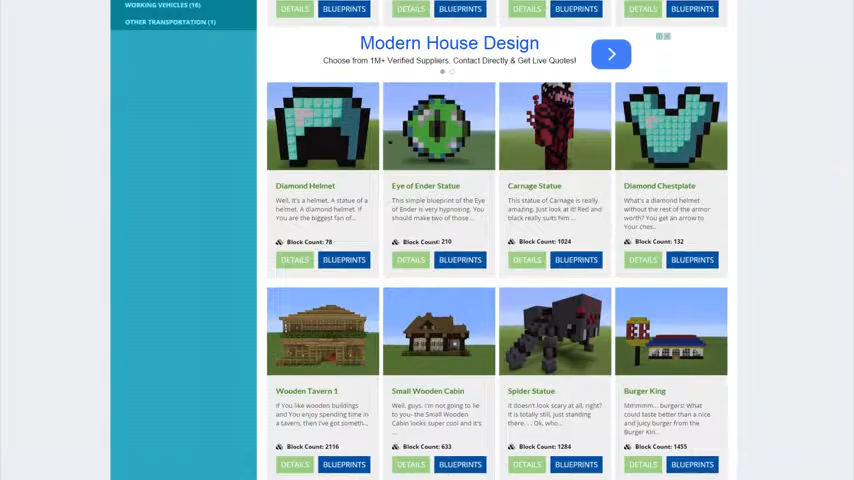 WORKING VEHICLES (16)
OTHER TRANSPORTATION (1)
DETAILS BLUEPRINTS DETAILS BLUEPRINTS DETAILS BLUEPRINTS DETAILS BLUEPRINTS
Modern House Design
Choose from 1M+ Verified Suppliers. Contact Directly & Get Live Quotes!
Diamond Helmet
Well, it's a helmet. A statue of a
helmet. A diamond helmet. If
You are the biggest fan of...
Block Count: 78
DETAILS BLUEPRINTS
Eye of Ender Statue
This simple blueprint of the Eye
of Ender is very hypnosing. You
should make two of those ...
Block Count: 210
DETAILS BLUEPRINTS
Carnage Statue
This statue of Carnage is really
amazing. Just look at it! Red and
black really suits him ...
Block Count: 1024
DETAILS BLUEPRINTS
Diamond Chestplate
What's a diamond helmet
without the rest of the armor
worth? You get an arrow to
Your ches..
Block Count: 132
DETAILS BLUEPRINTS
Wooden Tavern 1
If You like wooden buildings
and You enjoy spending time in
a tavern, then I've got someth...
Block Count: 2116
DETAILS BLUEPRINTS
Small Wooden Cabin
Well, guys. I'm not going to lie
to you- the Small Wooden
Cabin looks super cool and it's
...
Block Count: 633
DETAILS BLUEPRINTS
Spider Statue
It doesn't look scary at all, right?
It is totally still, just standing
there. . . Ok, who...
Block Count: 1284
DETAILS BLUEPRINTS
Burger King
Mmmmm... burgers! What
could taste better than a nice
and juicy burger from the
Burger Kin...
Block Count: 1455
DETAILS BLUEPRINTS